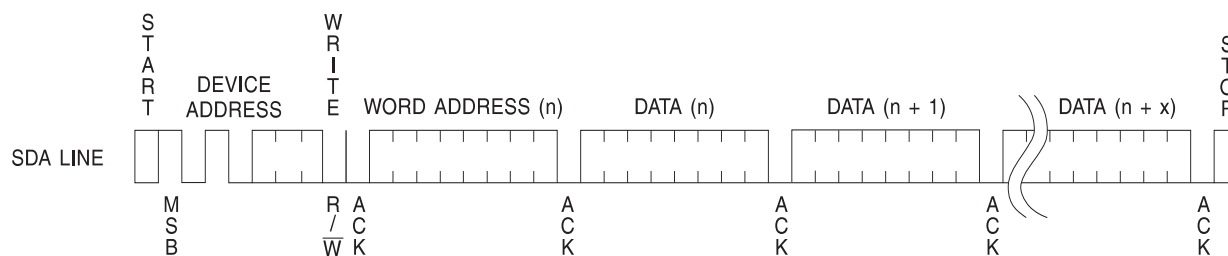 START
WRITE
DEVICE
ADDRESS
WORD ADDRESS (n)
DATA (n)
DATA (n + 1)
DATA (n + x)
STOP
SDA LINE
MSB
R/W
ACK
ACK
ACK
ACK
ACK